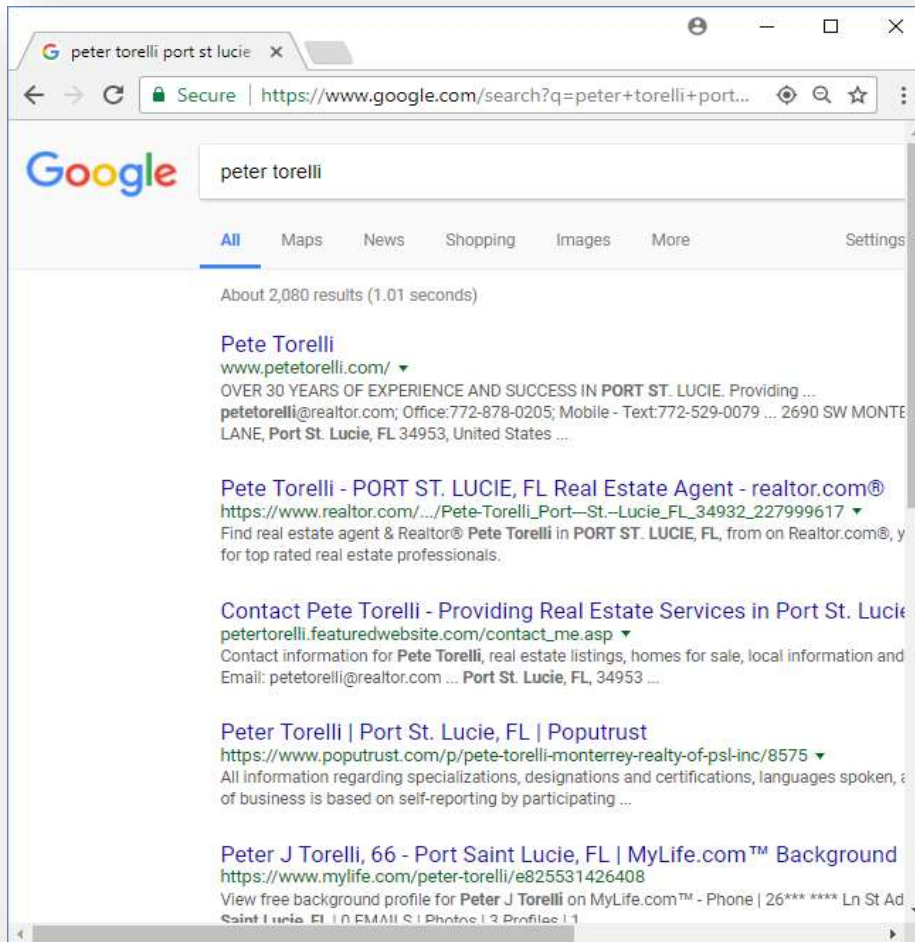 peter torelli port st lucie
Secure https://www.google.com/search?q=peter+torelli+port...
Google
peter torelli
All Maps News Shopping Images More Settings
About 2,080 results (1.01 seconds)
Pete Torelli
www.petetorelli.com/
OVER 30 YEARS OF EXPERIENCE AND SUCCESS IN PORT ST. LUCIE. Providing ...
petetorelli@realtor.com; Office:772-878-0205; Mobile - Text:772-529-0079 ... 2690 SW MONTE
LANE, Port St. Lucie, FL 34953, United States ...
Pete Torelli - PORT ST. LUCIE, FL Real Estate Agent - realtor.com®
https://www.realtor.com/.../Pete-Torelli_Port---St.--Lucie_FL_34932_227999617
Find real estate agent & Realtor® Pete Torelli in PORT ST. LUCIE, FL, from on Realtor.com®, y
for top rated real estate professionals.
Contact Pete Torelli - Providing Real Estate Services in Port St. Lucie
petertorelli.featuredwebsite.com/contact_me.asp
Contact information for Pete Torelli, real estate listings, homes for sale, local information and
Email: petetorelli@realtor.com ... Port St. Lucie, FL, 34953 ...
Peter Torelli | Port St. Lucie, FL | Poputrust
https://www.poputrust.com/p/pete-torelli-monterrey-realty-of-psl-inc/8575
All information regarding specializations, designations and certifications, languages spoken, a
of business is based on self-reporting by participating ...
Peter J Torelli, 66 - Port Saint Lucie, FL | MyLife.com™ Background
https://www.mylife.com/peter-torelli/e825531426408
View free background profile for Peter J Torelli on MyLife.com™ - Phone | 26*** **** Ln St Ad
Saint Lucie, FL | 0 EMAILS | Photos | 3 Profiles | 1